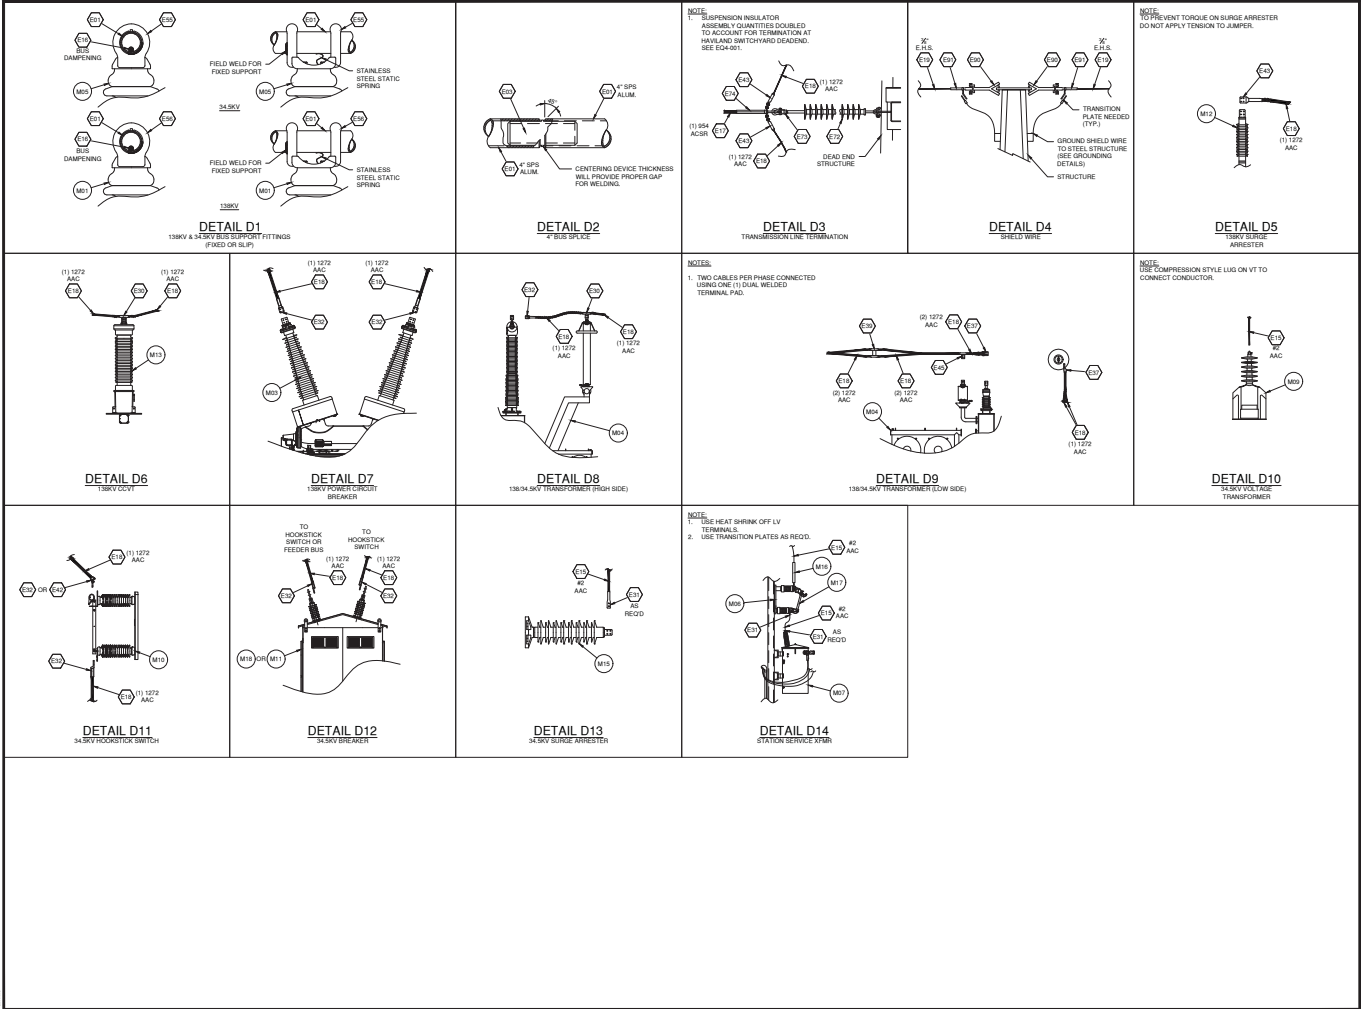 E01
E55
E16
BUS
DAMPENING
M05
E01
E55
FIELD WELD FOR
FIXED SUPPORT
STAINLESS
STEEL STATIC
SPRING
M05
34.5KV
E01
E56
E16
BUS
DAMPENING
M01
E01
E56
FIELD WELD FOR
FIXED SUPPORT
STAINLESS
STEEL STATIC
SPRING
M01
138KV
DETAIL D1
138KV & 34.5KV BUS SUPPORT FITTINGS
(FIXED OR SLIP)
E03
45°
E01
4" SPS
ALUM.
E01
4" SPS
ALUM.
CENTERING DEVICE THICKNESS
WILL PROVIDE PROPER GAP
FOR WELDING.
DETAIL D2
4" BUS SPLICE
NOTE:
1. SUSPENSION INSULATOR
ASSEMBLY QUANTITIES DOUBLED
TO ACCOUNT FOR TERMINATION AT
HAVILAND SWITCHYARD DEADEND.
SEE EQ4-001.
E43
E18
(1) 1272
AAC
E74
(1) 954
ACSR
E17
E43
E73
E72
(1) 1272
AAC
E18
DEAD END
STRUCTURE
DETAIL D3
TRANSMISSION LINE TERMINATION
E.H.S.
E.H.S.
E19
E91
E90
E90
E91
E19
TRANSITION
PLATE NEEDED
(TYP.)
GROUND SHIELD WIRE
TO STEEL STRUCTURE
(SEE GROUNDING
DETAILS)
STRUCTURE
DETAIL D4
SHIELD WIRE
NOTE:
TO PREVENT TORQUE ON SURGE ARRESTER
DO NOT APPLY TENSION TO JUMPER.
E43
M12
E18
(1) 1272
AAC
DETAIL D5
138KV SURGE
ARRESTER
(1) 1272
AAC
(1) 1272
AAC
E18
E30
E18
M13
DETAIL D6
138KV CCVT
(1) 1272
AAC
(1) 1272
AAC
E18
E18
E32
E32
M03
DETAIL D7
138KV POWER CIRCUIT
BREAKER
E32
E30
E18
(1) 1272
AAC
E18
(1) 1272
AAC
M04
DETAIL D8
138/34.5KV TRANSFORMER (HIGH SIDE)
NOTES:
1. TWO CABLES PER PHASE CONNECTED
USING ONE (1) DUAL WELDED
TERMINAL PAD.
E39
(2) 1272
AAC
E18
E37
E45
E18
(2) 1272
AAC
E18
(2) 1272
AAC
E37
M04
E18
(1) 1272
AAC
DETAIL D9
138/34.5KV TRANSFORMER (LOW SIDE)
NOTE:
USE COMPRESSION STYLE LUG ON VT TO
CONNECT CONDUCTOR.
E15
#2
AAC
M09
DETAIL D10
34.5KV VOLTAGE
TRANSFORMER
E18
(1) 1272
AAC
E32 OR E42
M10
E32
E18
(1) 1272
AAC
DETAIL D11
34.5KV HOOKSTICK SWITCH
TO
HOOKSTICK
SWITCH OR
FEEDER BUS
TO
HOOKSTICK
SWITCH
(1) 1272
AAC
(1) 1272
AAC
E18
E18
E32
E32
M18 OR M11
DETAIL D12
34.5KV BREAKER
E15
#2
AAC
E31
AS
REQ'D
M15
DETAIL D13
34.5KV SURGE ARRESTER
NOTE:
1. USE HEAT SHRINK OFF LV
TERMINALS.
2. USE TRANSITION PLATES AS REQ'D.
E15
#2
AAC
M16
M17
M06
E15
#2
AAC
E31
E31
AS
REQ'D
M07
DETAIL D14
STATION SERVICE XFMR